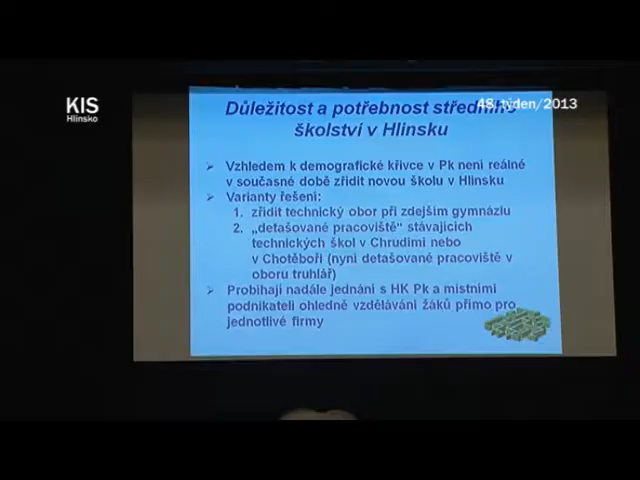 KIS
Hlinsko
48. týden/2013
Důležitost a potřebnost středního
školství v Hlinsku
Vzhledem k demografické křivce v Pk není reálné
v současné době zřídit novou školu v Hlinsku
Varianty řešení:
1. zřídit technický obor při zdejším gymnáziu
2. „detašované pracoviště“ stávajících
technických škol v Chrudimi nebo
v Chotěboři (nyní detašované pracoviště v
oboru truhlář)
Probíhají nadále jednání s HK Pk a místními
podnikateli ohledně vzdělávání žáků přímo pro
jednotlivé firmy